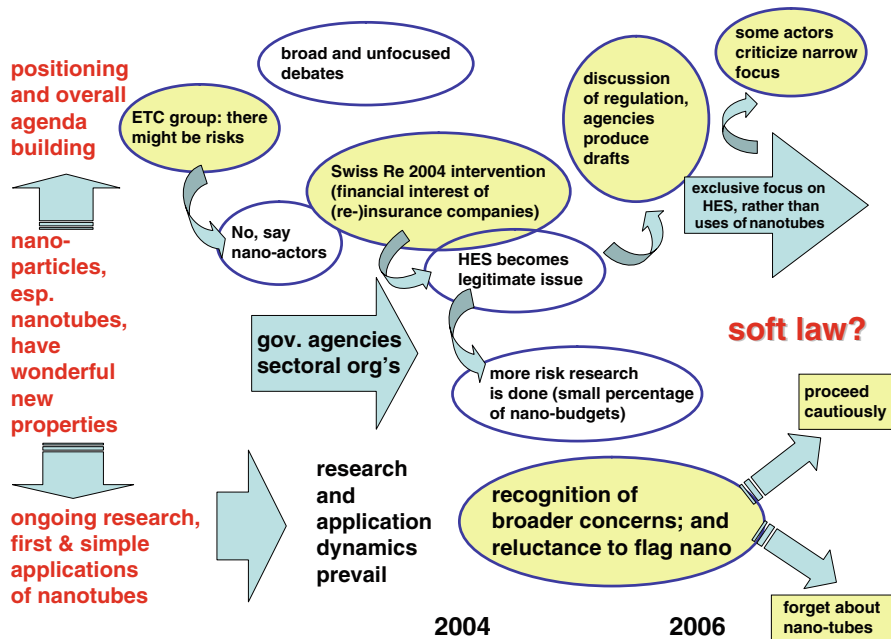 positioning
and overall
agenda
building
broad and unfocused
debates
some actors
criticize narrow
focus
ETC group: there
might be risks
discussion
of regulation,
agencies
produce
drafts
Swiss Re 2004 intervention
(financial interest of
(re-)insurance companies)
exclusive focus on
HES, rather than
uses of nanotubes
No, say
nano-actors
HES becomes
legitimate issue
nano-
particles,
esp.
nanotubes,
have
wonderful
new
properties
gov. agencies
sectoral org's
soft law?
more risk research
is done (small percentage
of nano-budgets)
proceed
cautiously
research
and
application
dynamics
prevail
recognition of
broader concerns; and
reluctance to flag nano
ongoing research,
first & simple
applications
of nanotubes
forget about
nano-tubes
2004
2006